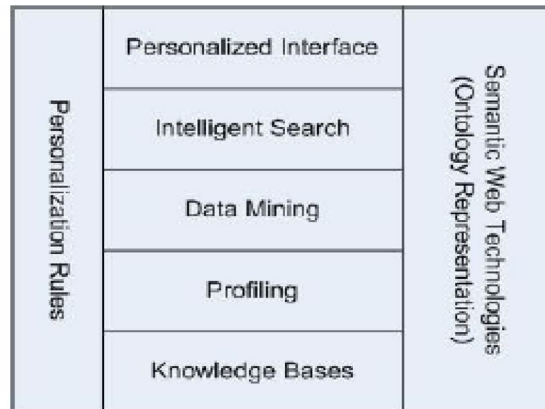 Personalization Rules
Personalized Interface
Intelligent Search
Data Mining
Profiling
Knowledge Bases
Semantic Web Technologies
(Ontology Representation)